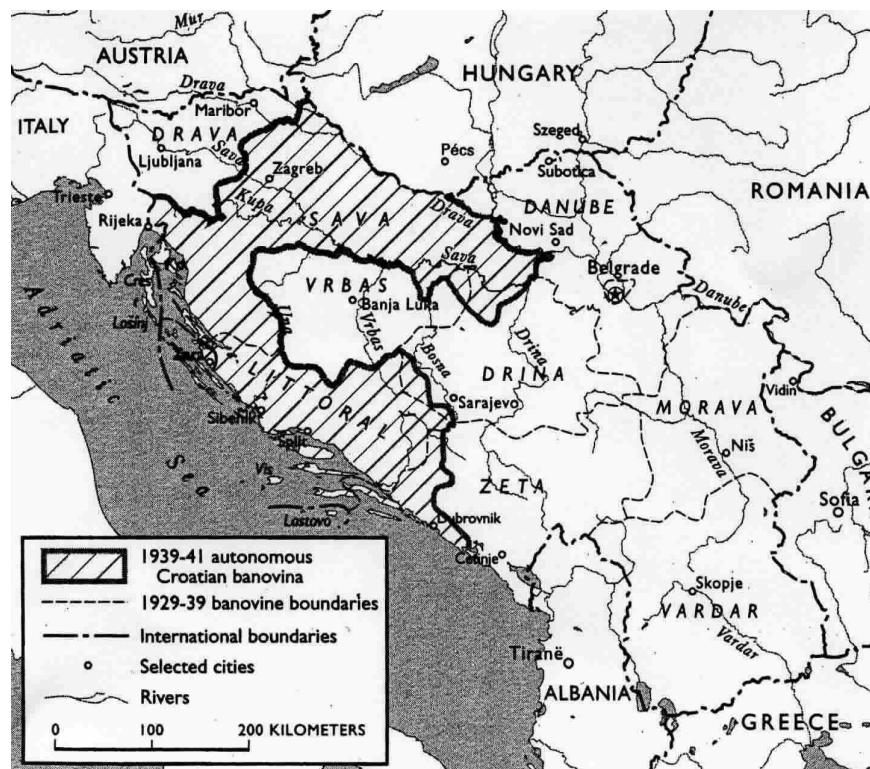 Mur
AUSTRIA
HUNGARY
Drava
Maribor
ITALY
DRAVA
Sava
Ljubljana
Pécs
Szeged
Subotica
Zagreb
ROMANIA
Trieste
Kupa
SAVA
Drava
DANUBE
Novi Sad
Rijeka
Sava
Belgrade
VRBAS
Cres
Banja Luka
Danube
Una
Vrbas
Lošinj
Adriatic Sea
Bosna
Drina
DRINA
LITTORAL
Sarajevo
MORAVA
Vidin
Šibenik
BULGARIA
Split
Morava
Niš
Vis
ZETA
Sofia
Lastovo
Dubrovnik
Cetinje
Skopje
VARDAR
Vardar
Tiranë
ALBANIA
GREECE
1939-41 autonomous
Croatian banovina
1929-39 banovine boundaries
International boundaries
Selected cities
Rivers
0 100 200 KILOMETERS